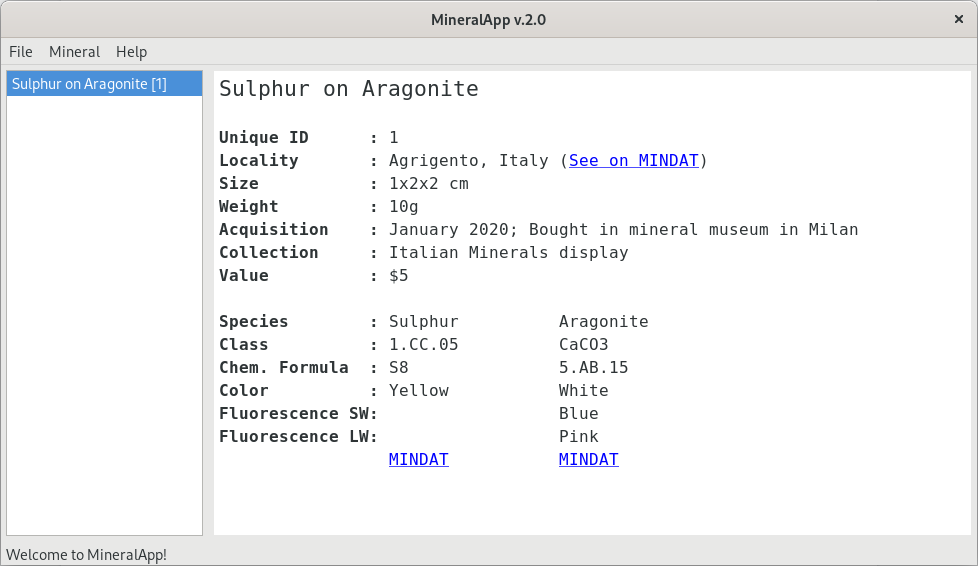 MineralApp v.2.0
File Mineral Help
Sulphur on Aragonite [1]
Sulphur on Aragonite
Unique ID : 1
Locality : Agrigento, Italy (See on MINDAT)
Size : 1x2x2 cm
Weight : 10g
Acquisition : January 2020; Bought in mineral museum in Milan
Collection : Italian Minerals display
Value : $5
Species : Sulphur Aragonite
Class : 1.CC.05 CaCO3
Chem. Formula : S8 5.AB.15
Color : Yellow White
Fluorescence SW: Blue
Fluorescence LW: Pink
MINDAT MINDAT
Welcome to MineralApp!